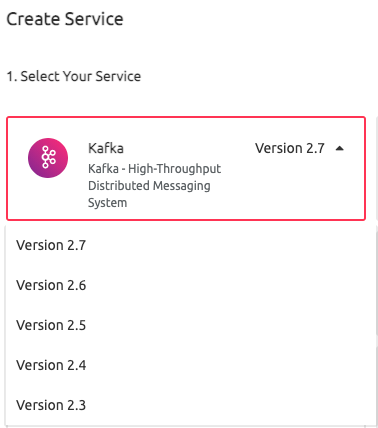 Create Service
1. Select Your Service
Kafka
Version 2.7
Kafka - High-Throughput
Distributed Messaging
System
Version 2.7
Version 2.6
Version 2.5
Version 2.4
Version 2.3